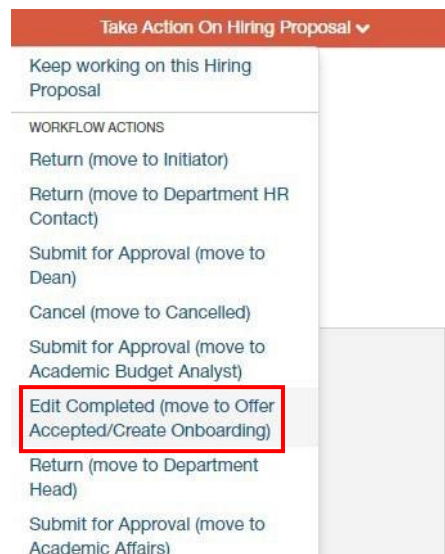 Take Action On Hiring Proposal
Keep working on this Hiring
Proposal
WORKFLOW ACTIONS
Return (move to Initiator)
Return (move to Department HR
Contact)
Submit for Approval (move to
Dean)
Cancel (move to Cancelled)
Submit for Approval (move to
Academic Budget Analyst)
Edit Completed (move to Offer
Accepted/Create Onboarding)
Return (move to Department
Head)
Submit for Approval (move to
Academic Affairs)